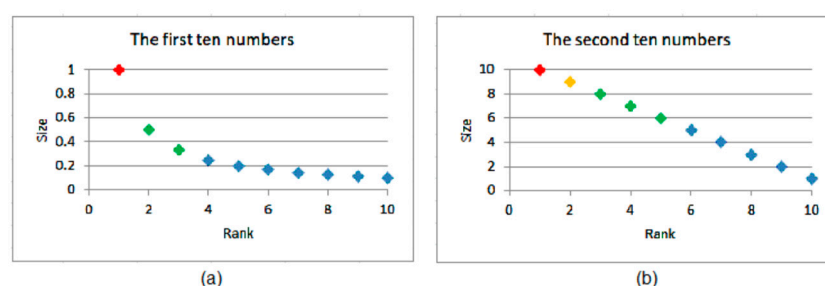 The first ten numbers
1
0.8
0.6
0.4
0.2
0
Size
0 2 4 6 8 10
Rank
(a)
The second ten numbers
10
8
6
4
2
0
Size
0 2 4 6 8 10
Rank
(b)